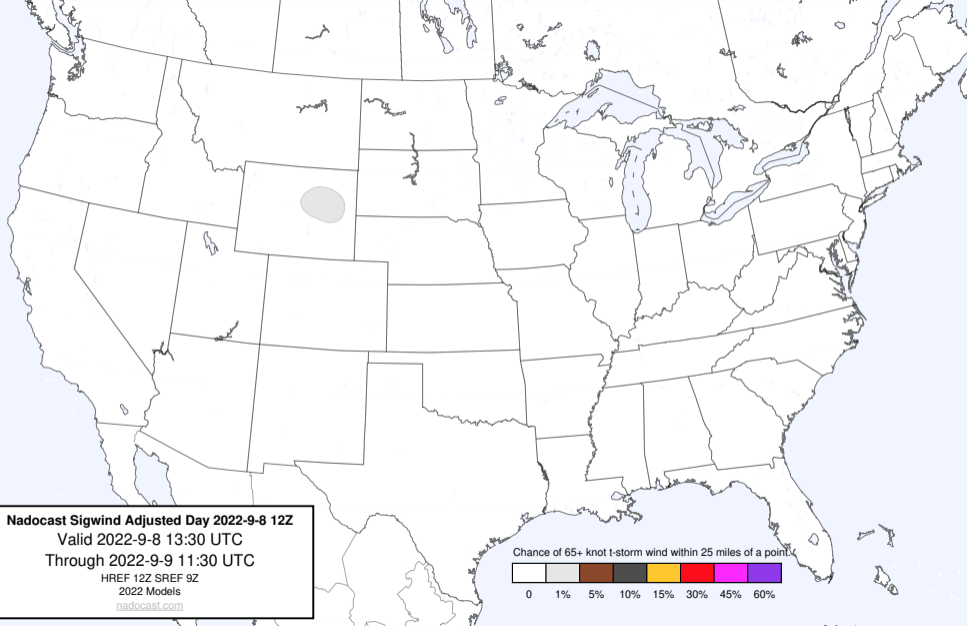 Nadocast Sigwind Adjusted Day 2022-9-8 12Z
Valid 2022-9-8 13:30 UTC
Through 2022-9-9 11:30 UTC
HREF 12Z SREF 9Z
2022 Models
nadocast.com
Chance of 65+ knot t-storm wind within 25 miles of a point.
0 1% 5% 10% 15% 30% 45% 60%